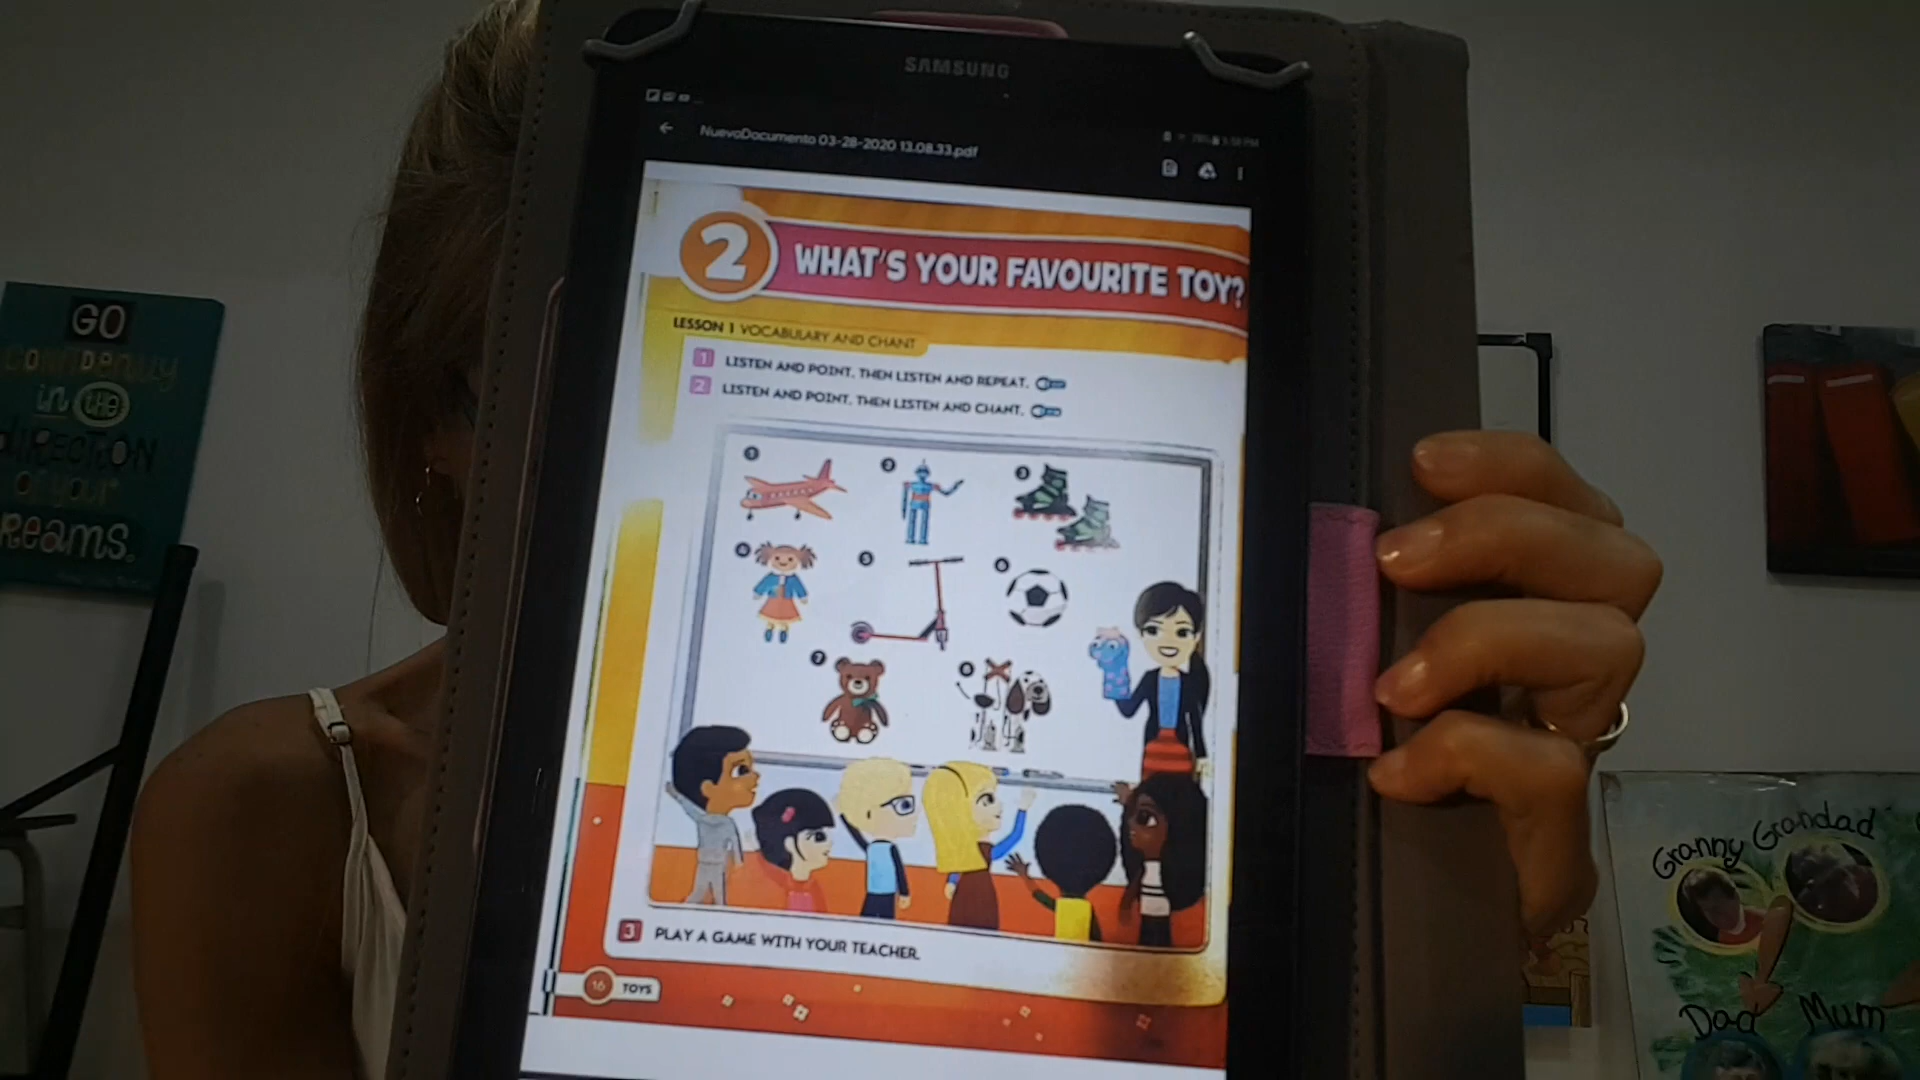 SAMSUNG
NuevoDocumento 03-28-2020 13.08.33.pdf
2
WHAT'S YOUR FAVOURITE TOY?
LESSON 1 VOCABULARY AND CHANT
1 LISTEN AND POINT. THEN LISTEN AND REPEAT.
2 LISTEN AND POINT. THEN LISTEN AND CHANT.
1
2
3
4
5
6
7
8
3 PLAY A GAME WITH YOUR TEACHER.
16 TOYS
GO
CONFIDENTLY
in the
DIRECTION
of your
DREAMS.
Granny Grandad
Dad Mum